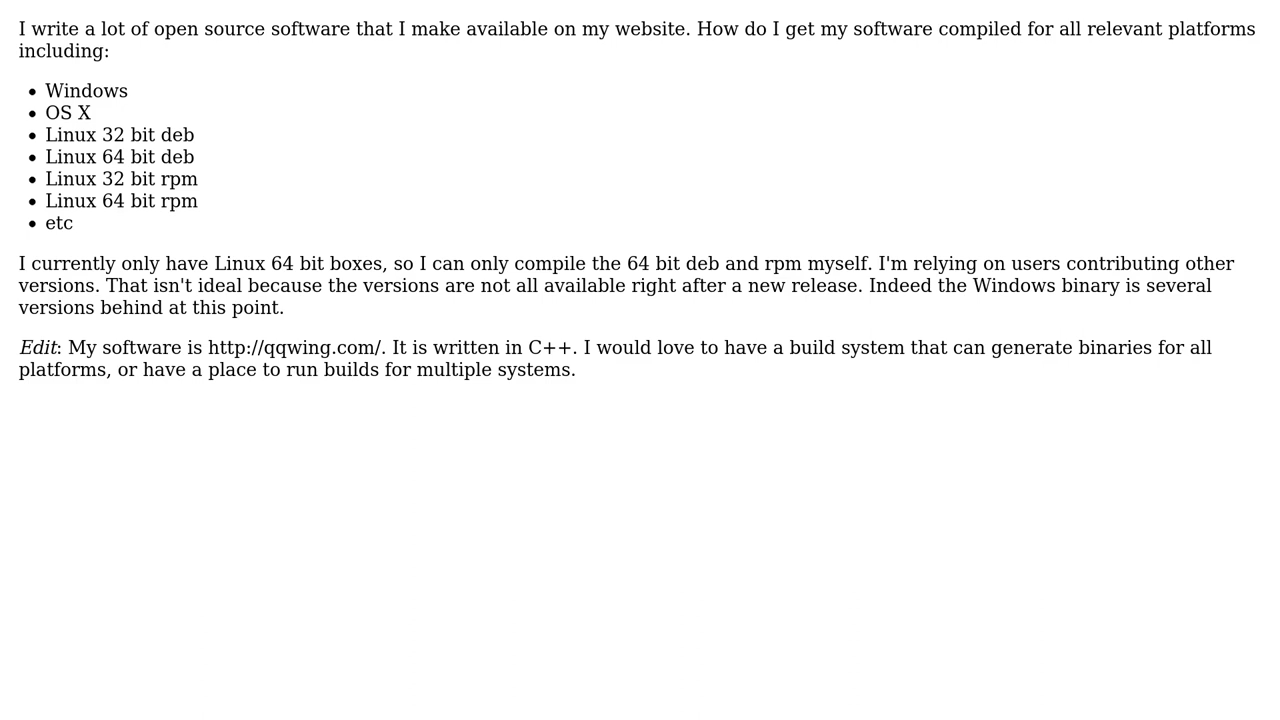 I write a lot of open source software that I make available on my website. How do I get my software compiled for all relevant platforms
including:
• Windows
• OS X
• Linux 32 bit deb
• Linux 64 bit deb
• Linux 32 bit rpm
• Linux 64 bit rpm
• etc
I currently only have Linux 64 bit boxes, so I can only compile the 64 bit deb and rpm myself. I'm relying on users contributing other
versions. That isn't ideal because the versions are not all available right after a new release. Indeed the Windows binary is several
versions behind at this point.
Edit: My software is http://qqwing.com/. It is written in C++. I would love to have a build system that can generate binaries for all
platforms, or have a place to run builds for multiple systems.